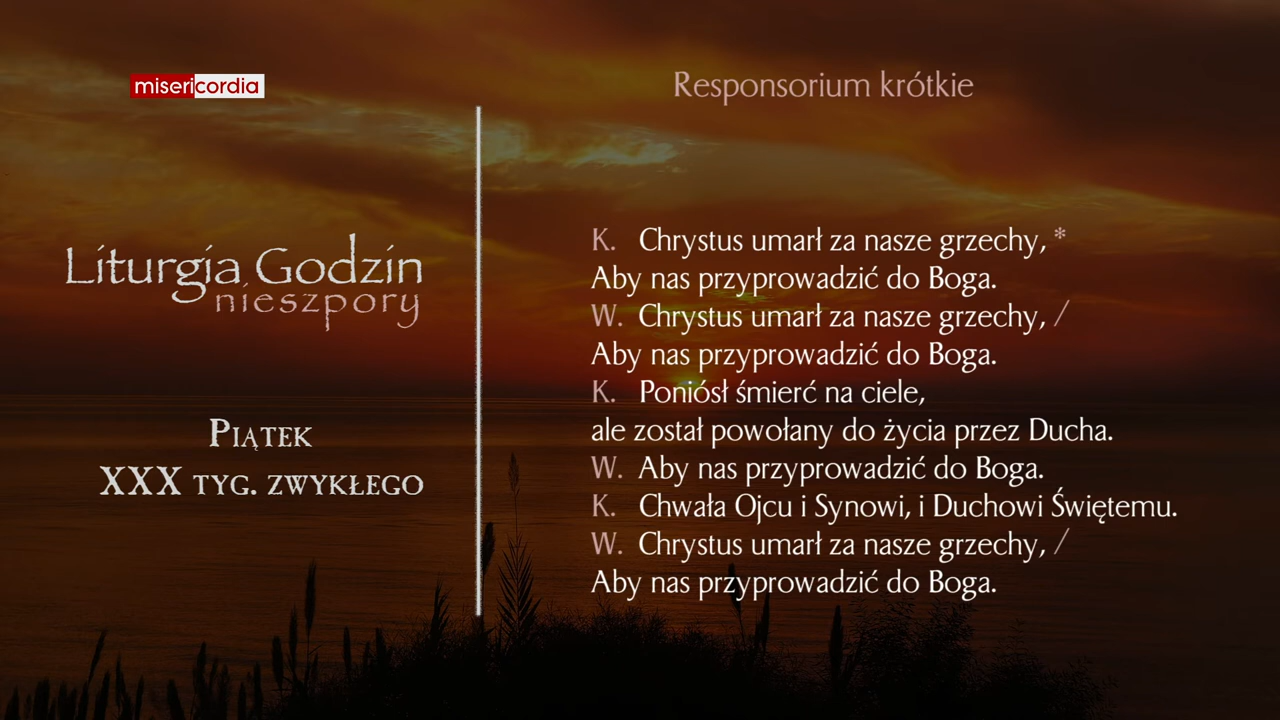 misericordia
Liturgia Godzin
nieszpory
Piątek
XXX tyg. zwykłego
Responsorium krótkie
K. Chrystus umarł za nasze grzechy, *
Aby nas przyprowadzić do Boga.
W. Chrystus umarł za nasze grzechy, /
Aby nas przyprowadzić do Boga.
K. Poniósł śmierć na ciele,
ale został powołany do życia przez Ducha.
W. Aby nas przyprowadzić do Boga.
K. Chwała Ojcu i Synowi, i Duchowi Świętemu.
W. Chrystus umarł za nasze grzechy, /
Aby nas przyprowadzić do Boga.